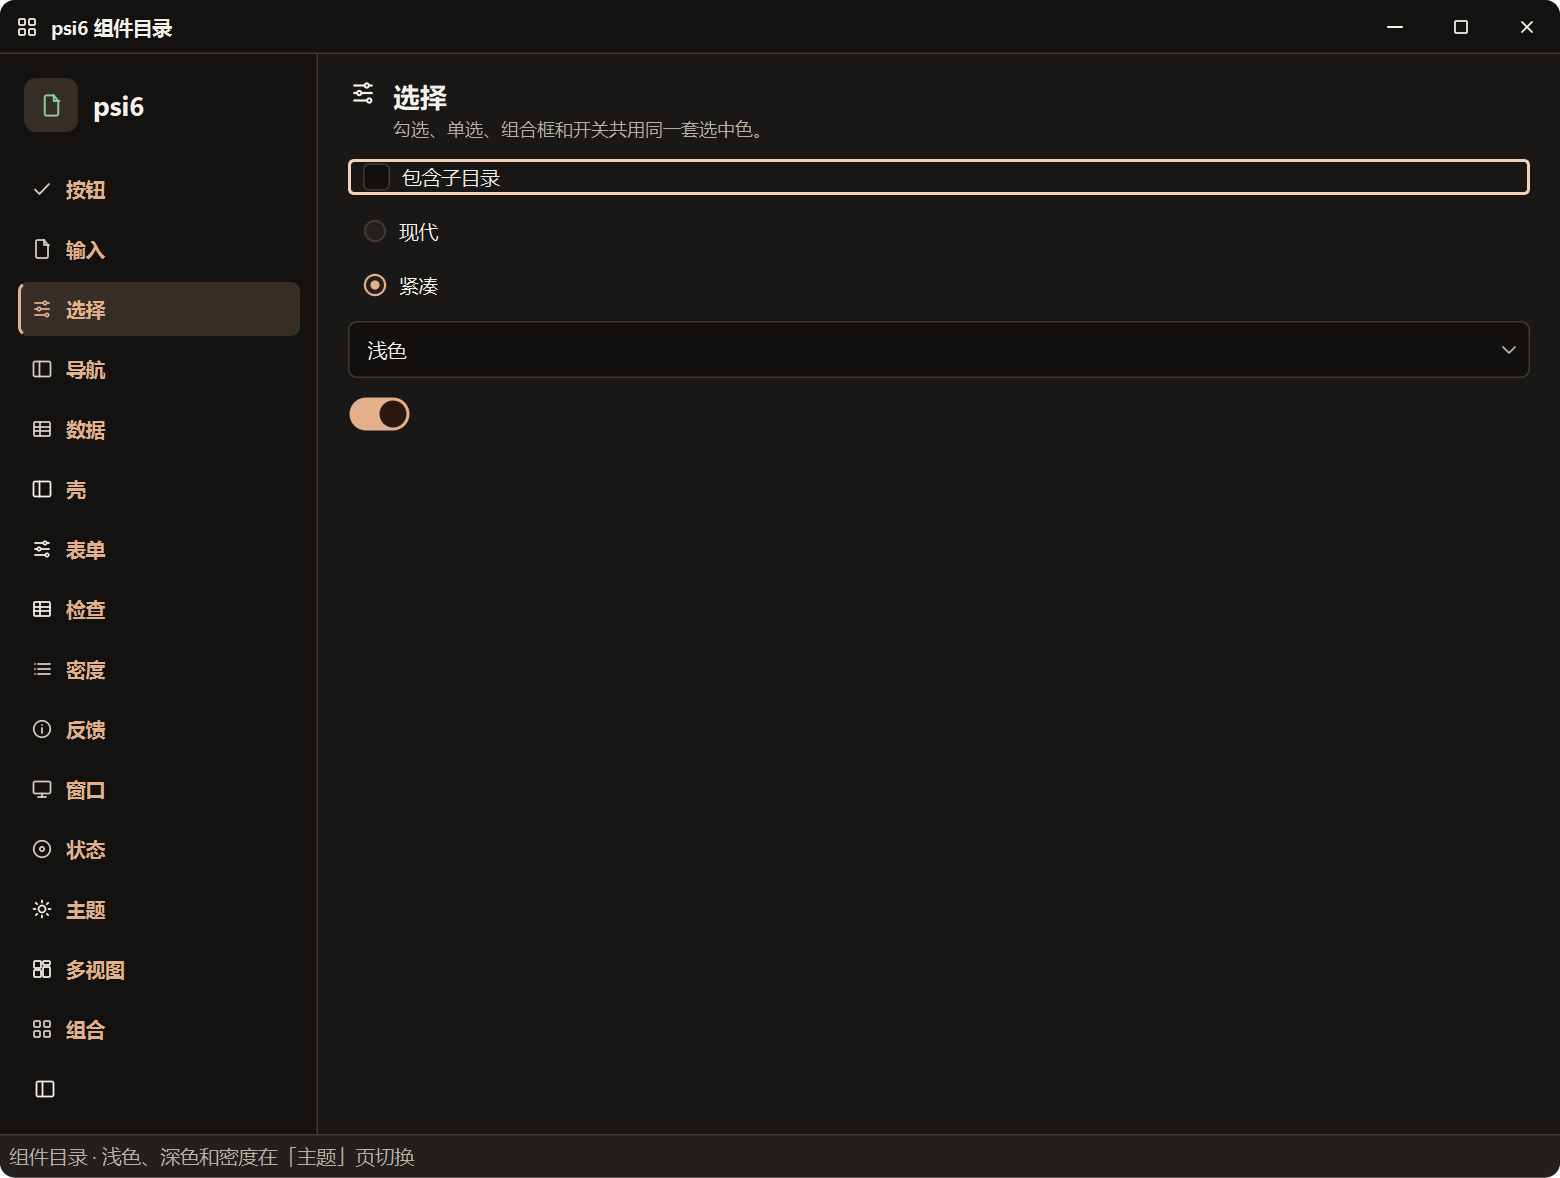 psi6 组件目录
psi6
按钮
输入
选择
导航
数据
壳
表单
检查
密度
反馈
窗口
状态
主题
多视图
组合
选择
勾选、单选、组合框和开关共用同一套选中色。
包含子目录
现代
紧凑
浅色
组件目录 · 浅色、深色和密度在「主题」页切换